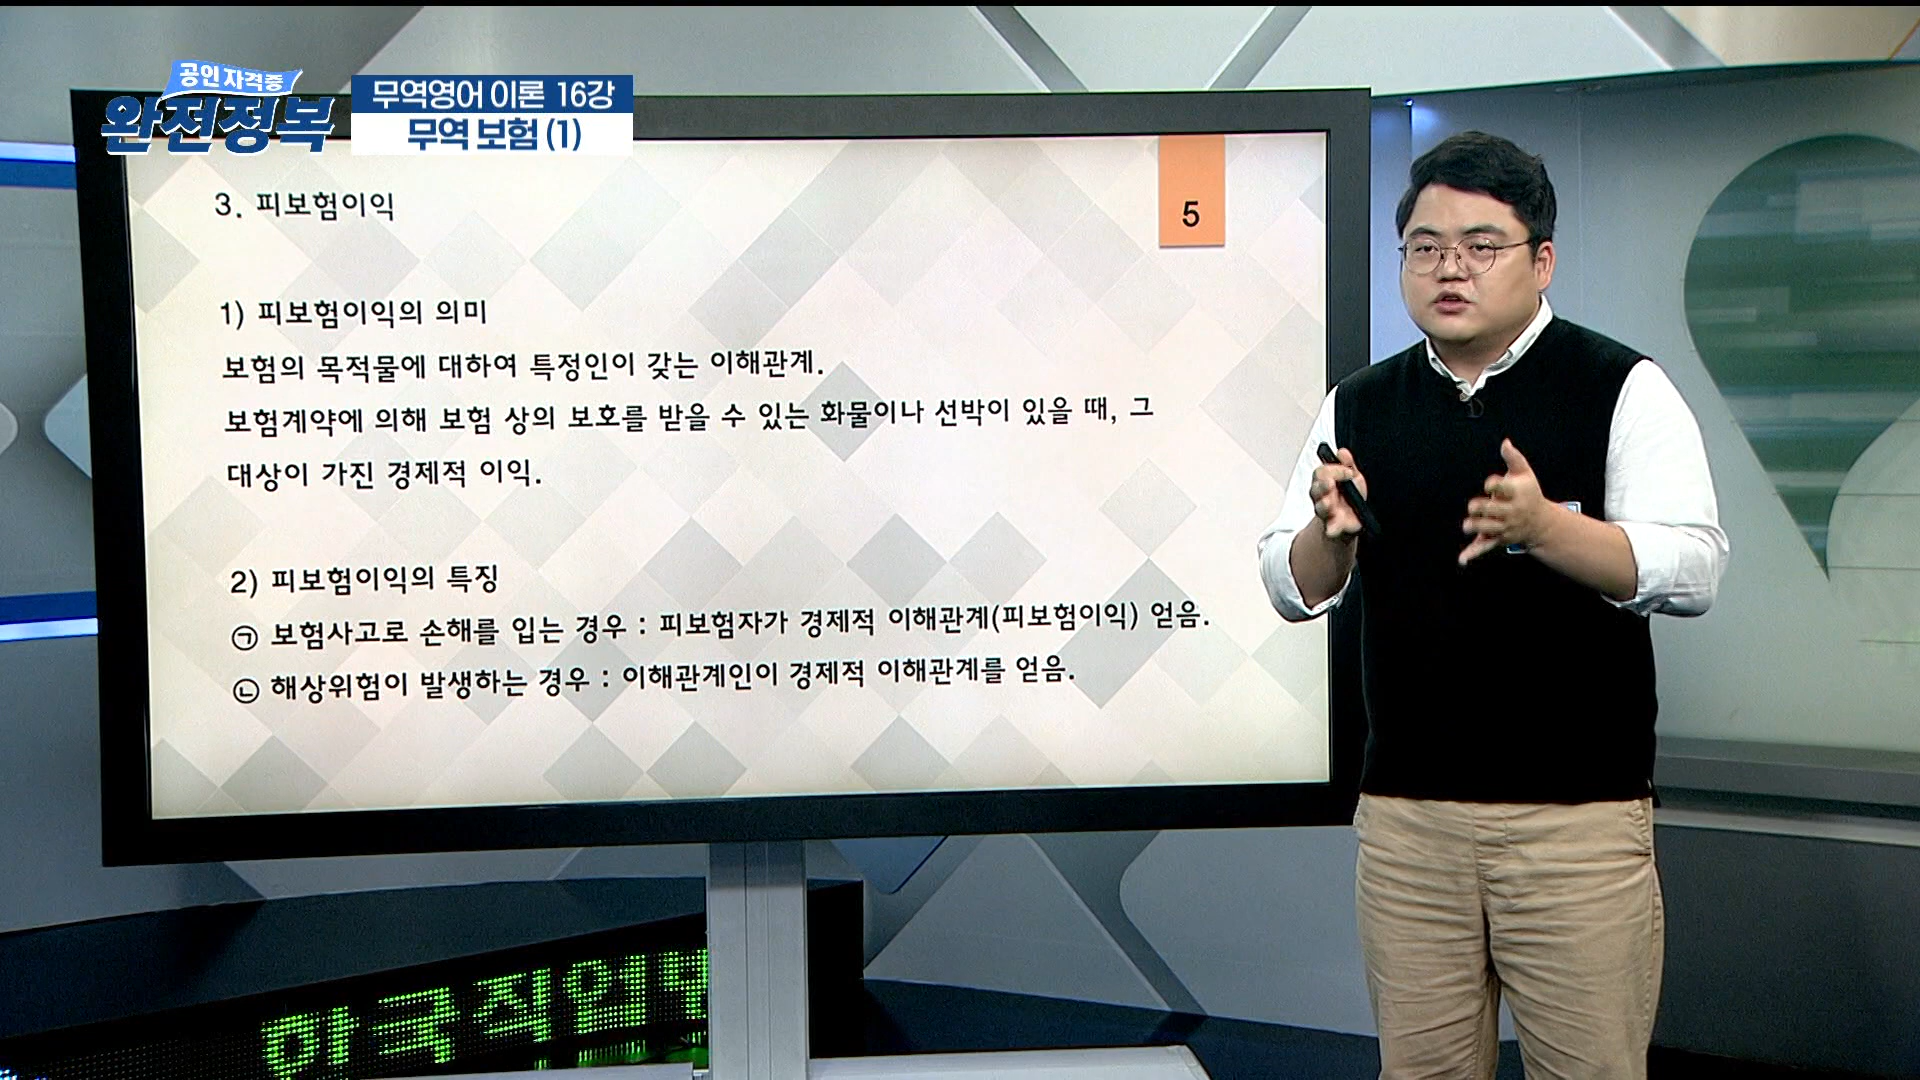 공인 자격증
완전정복
무역영어 이론 16강
무역 보험 (1)
5
3. 피보험이익
1) 피보험이익의 의미
보험의 목적물에 대하여 특정인이 갖는 이해관계.
보험계약에 의해 보험 상의 보호를 받을 수 있는 화물이나 선박이 있을 때, 그
대상이 가진 경제적 이익.
2) 피보험이익의 특징
㉠ 보험사고로 손해를 입는 경우 : 피보험자가 경제적 이해관계(피보험이익) 얻음.
㉡ 해상위험이 발생하는 경우 : 이해관계인이 경제적 이해관계를 얻음.
한국직업